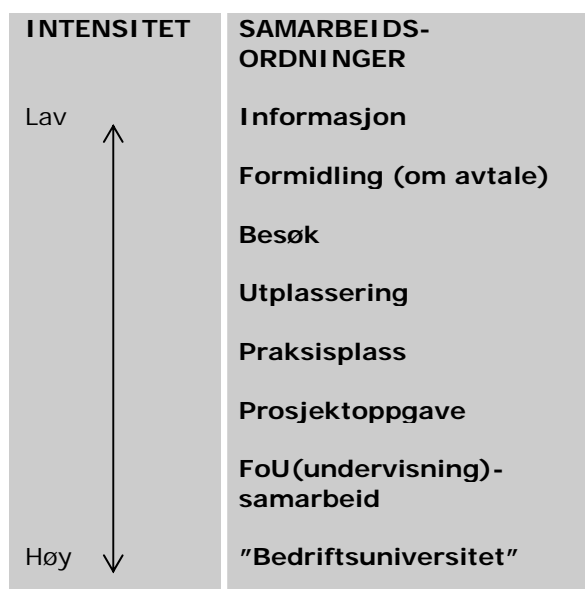 INTENSITET SAMARBEIDS-
ORDNINGER
Lav Informasjon
Formidling (om avtale)
Besøk
Utplassering
Praksisplass
Prosjektoppgave
FoU(undervisning)-
samarbeid
Høy ”Bedriftsuniversitet”